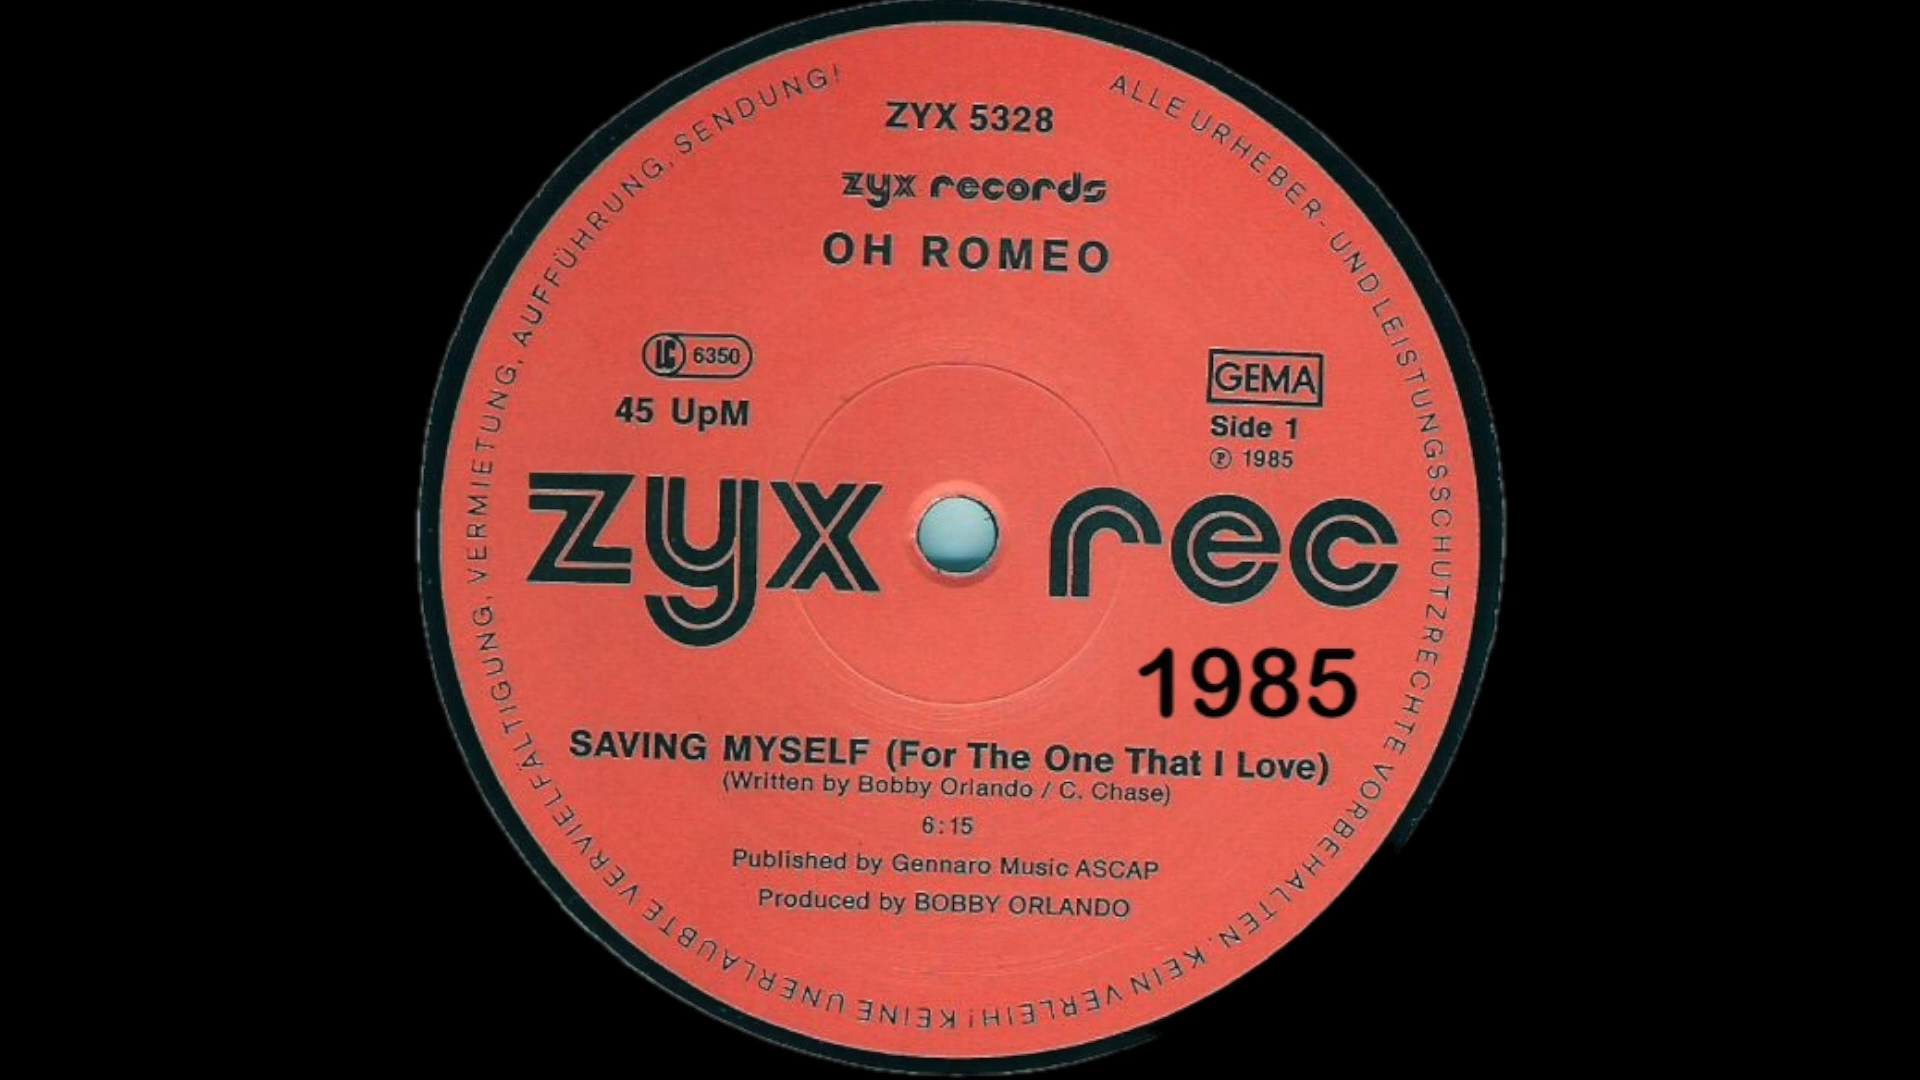 ZYX 5328
zyx records
OH ROMEO
LC 6350
45 UpM
GEMA
Side 1
Ⓟ 1985
zyx rec
1985
SAVING MYSELF (For The One That I Love)
(Written by Bobby Orlando / C. Chase)
6:15
Published by Gennaro Music ASCAP
Produced by BOBBY ORLANDO
ALLE URHEBER- UND LEISTUNGSSCHUTZRECHTE VORBEHALTEN. KEIN VERLEIH! KEINE UNERLAUBTE VERVIELFÄLTIGUNG, VERMIETUNG, AUFFÜHRUNG, SENDUNG!